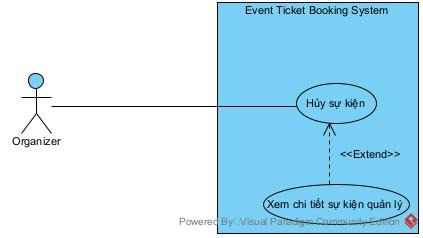 Event Ticket Booking System
Hủy sự kiện
Organizer
<<Extend>>
Xem chi tiết sự kiện quản lý
Powered By Visual Paradigm Community Edition